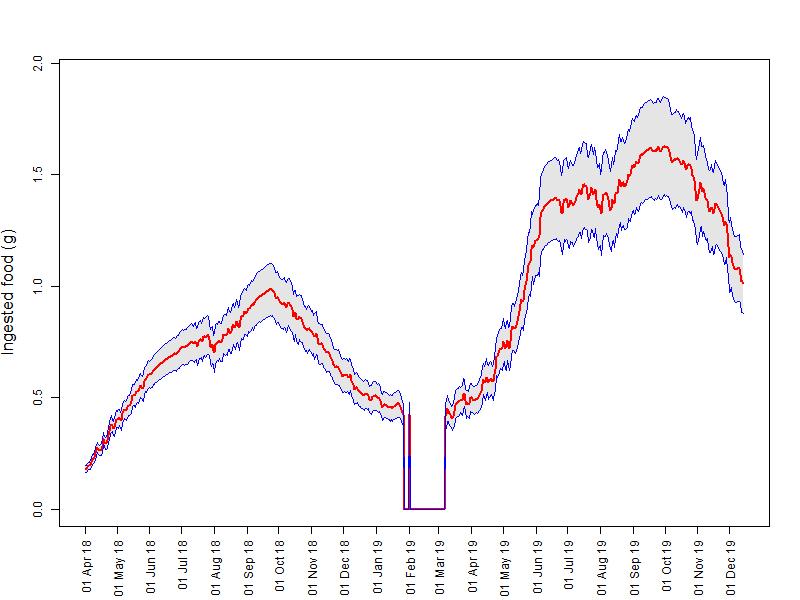 Ingested food (g)
2.0
1.5
1.0
0.5
0.0
01 Apr 18
01 May 18
01 Jun 18
01 Jul 18
01 Aug 18
01 Sep 18
01 Oct 18
01 Nov 18
01 Dec 18
01 Jan 19
01 Feb 19
01 Mar 19
01 Apr 19
01 May 19
01 Jun 19
01 Jul 19
01 Aug 19
01 Sep 19
01 Oct 19
01 Nov 19
01 Dec 19